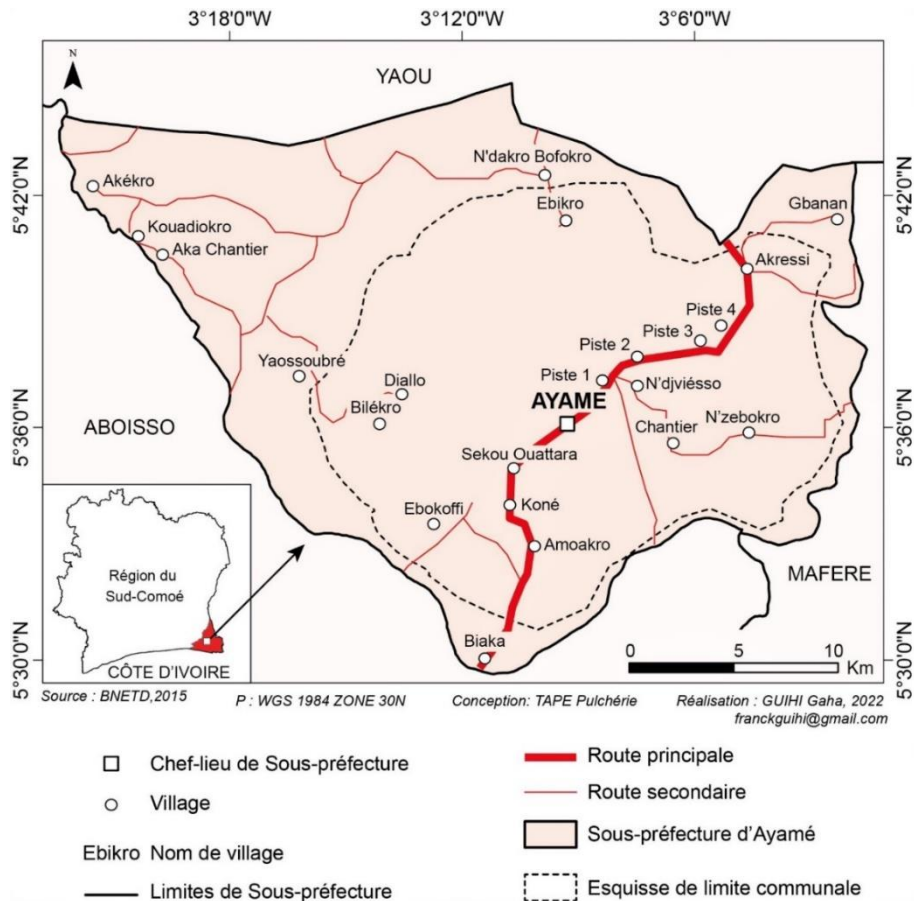 3°18'0"W
3°12'0"W
3°6'0"W
N
YAOU
5°42'0"N
5°42'0"N
N'dakro Bofokro
Akékro
Ebikro
Gbanan
Kouadiokro
Aka Chantier
Akressi
Piste 4
Piste 3
Piste 2
Yaossoubré
Diallo
Piste 1
N'djviésso
Bilékro
AYAME
Chantier
N'zebokro
5°36'0"N
5°36'0"N
ABOISSO
Sekou Ouattara
Ebokoffi
Koné
Amoakro
Région du
Sud-Comoé
MAFERE
Biaka
CÔTE D'IVOIRE
0
5
10
Km
5°30'0"N
5°30'0"N
Source : BNETD,2015
P : WGS 1984 ZONE 30N
Conception: TAPE Pulchérie
Réalisation : GUIHI Gaha, 2022
franckguihi@gmail.com
Chef-lieu de Sous-préfecture
Village
Ebikro Nom de village
Limites de Sous-préfecture
Route principale
Route secondaire
Sous-préfecture d'Ayamé
Esquisse de limite communale